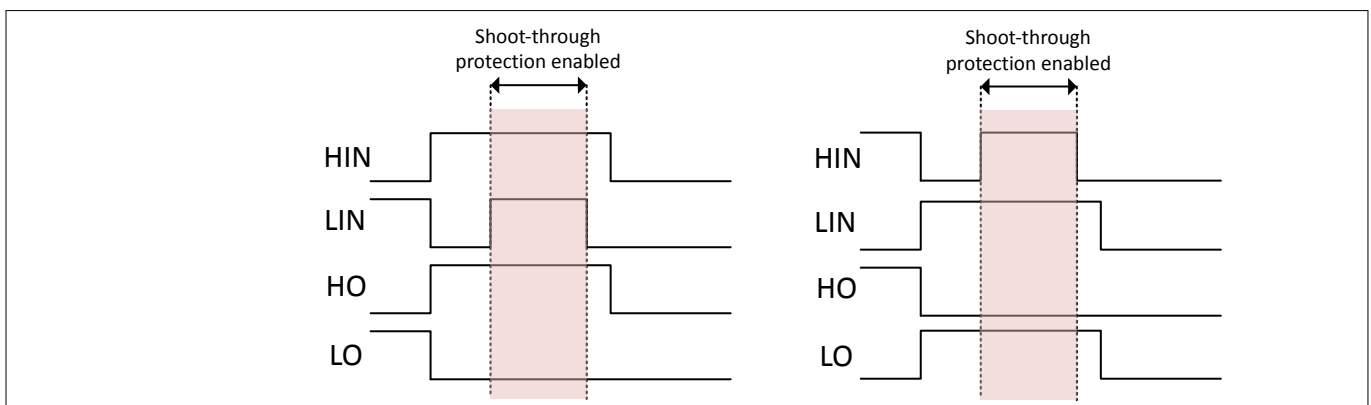 Shoot-through
protection enabled
HIN
LIN
HO
LO
Shoot-through
protection enabled
HIN
LIN
HO
LO